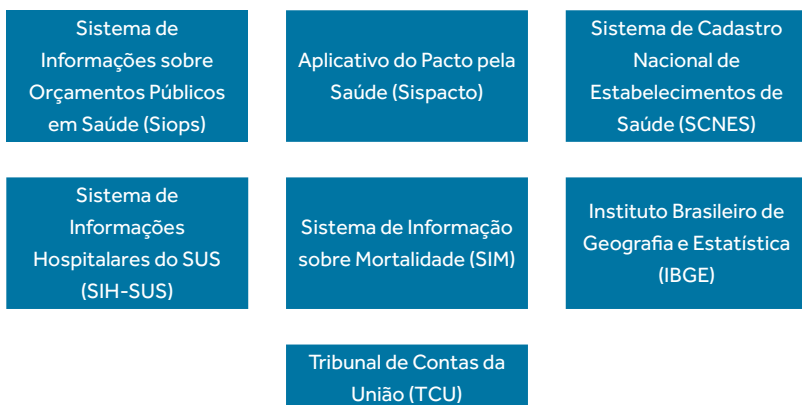 Sistema de
Informações sobre
Orçamentos Públicos
em Saúde (Siops)
Aplicativo do Pacto pela
Saúde (Sispacto)
Sistema de Cadastro
Nacional de
Estabelecimentos de
Saúde (SCNES)
Sistema de
Informações
Hospitalares do SUS
(SIH-SUS)
Sistema de Informação
sobre Mortalidade (SIM)
Instituto Brasileiro de
Geografia e Estatística
(IBGE)
Tribunal de Contas da
União (TCU)